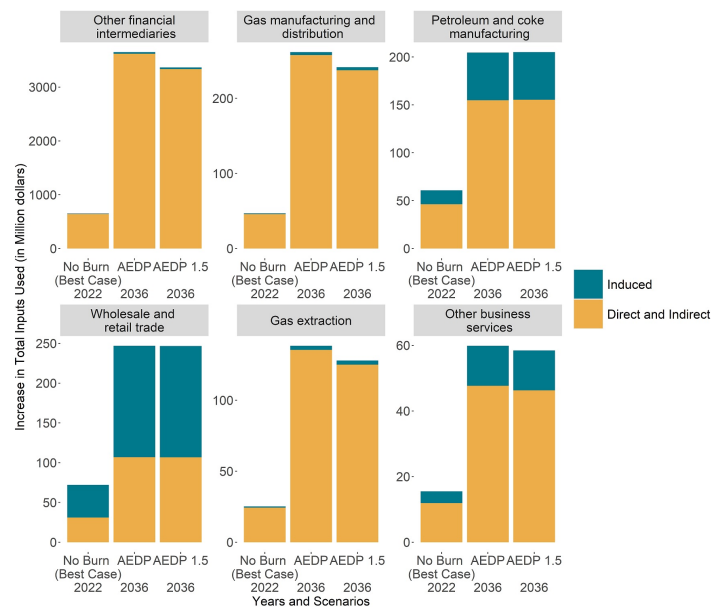 Other financial
intermediaries
Gas manufacturing and
distribution
Petroleum and coke
manufacturing
3000
2000
1000
0
200
100
0
200
150
100
50
0
No Burn AEDP AEDP 1.5
(Best Case)
2022 2036 2036
No Burn AEDP AEDP 1.5
(Best Case)
2022 2036 2036
No Burn AEDP AEDP 1.5
(Best Case)
2022 2036 2036
Increase in Total Inputs Used (in Million dollars)
Induced
Direct and Indirect
Wholesale and
retail trade
Gas extraction
Other business
services
250
200
150
100
50
0
100
50
0
60
40
20
0
No Burn AEDP AEDP 1.5
(Best Case)
2022 2036 2036
No Burn AEDP AEDP 1.5
(Best Case)
2022 2036 2036
No Burn AEDP AEDP 1.5
(Best Case)
2022 2036 2036
Years and Scenarios